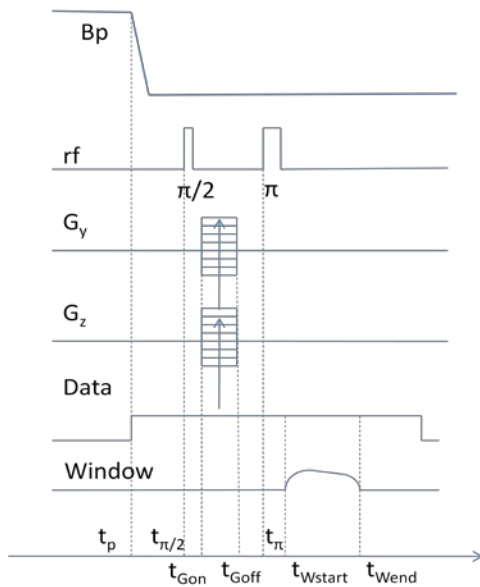 Bp
rf
π/2 π
G_y
G_z
Data
Window
t_p t_π/2 t_π
t_Gon t_Goff t_Wstart t_Wend